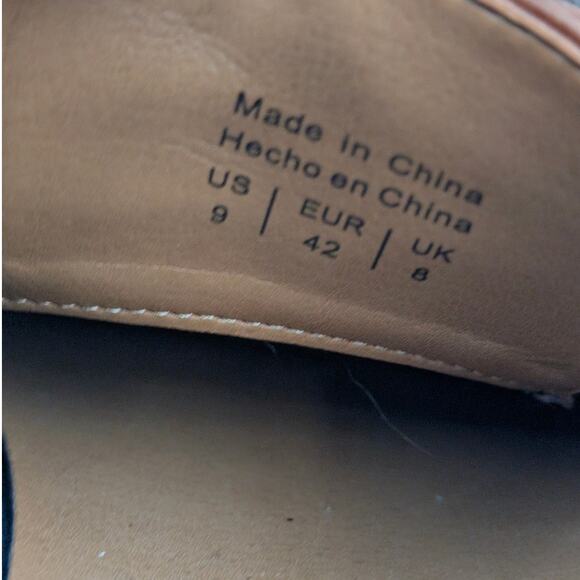 Made in China
Hecho en China
US | EUR | UK
9 | 42 | 8